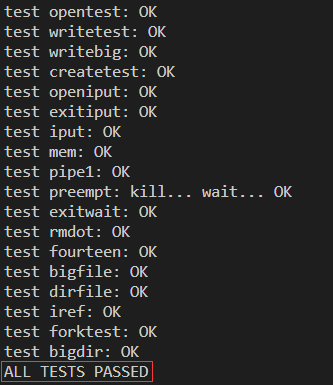 test opentest: OK
test writetest: OK
test writebig: OK
test createtest: OK
test openiput: OK
test exitiput: OK
test iput: OK
test mem: OK
test pipe1: OK
test preempt: kill... wait... OK
test exitwait: OK
test rmdot: OK
test fourteen: OK
test bigfile: OK
test dirfile: OK
test iref: OK
test forktest: OK
test bigdir: OK
ALL TESTS PASSED